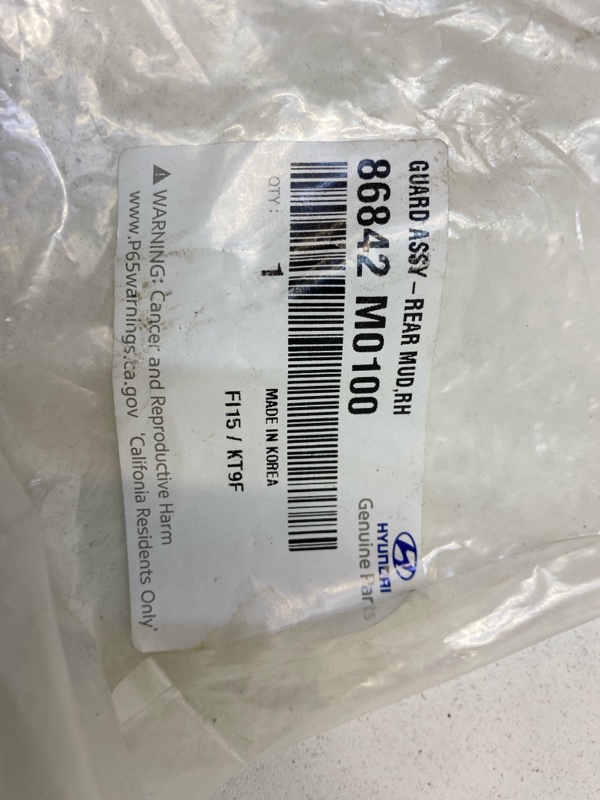 GUARD ASSY-REAR MUD,RH
86842 M0100
HYUNDAI
Genuine Parts
QTY : 1
MADE IN KOREA
FI15 / KT9F
WARNING: Cancer and Reproductive Harm
www.P65warnings.ca.gov 'Califonia Residents Only'